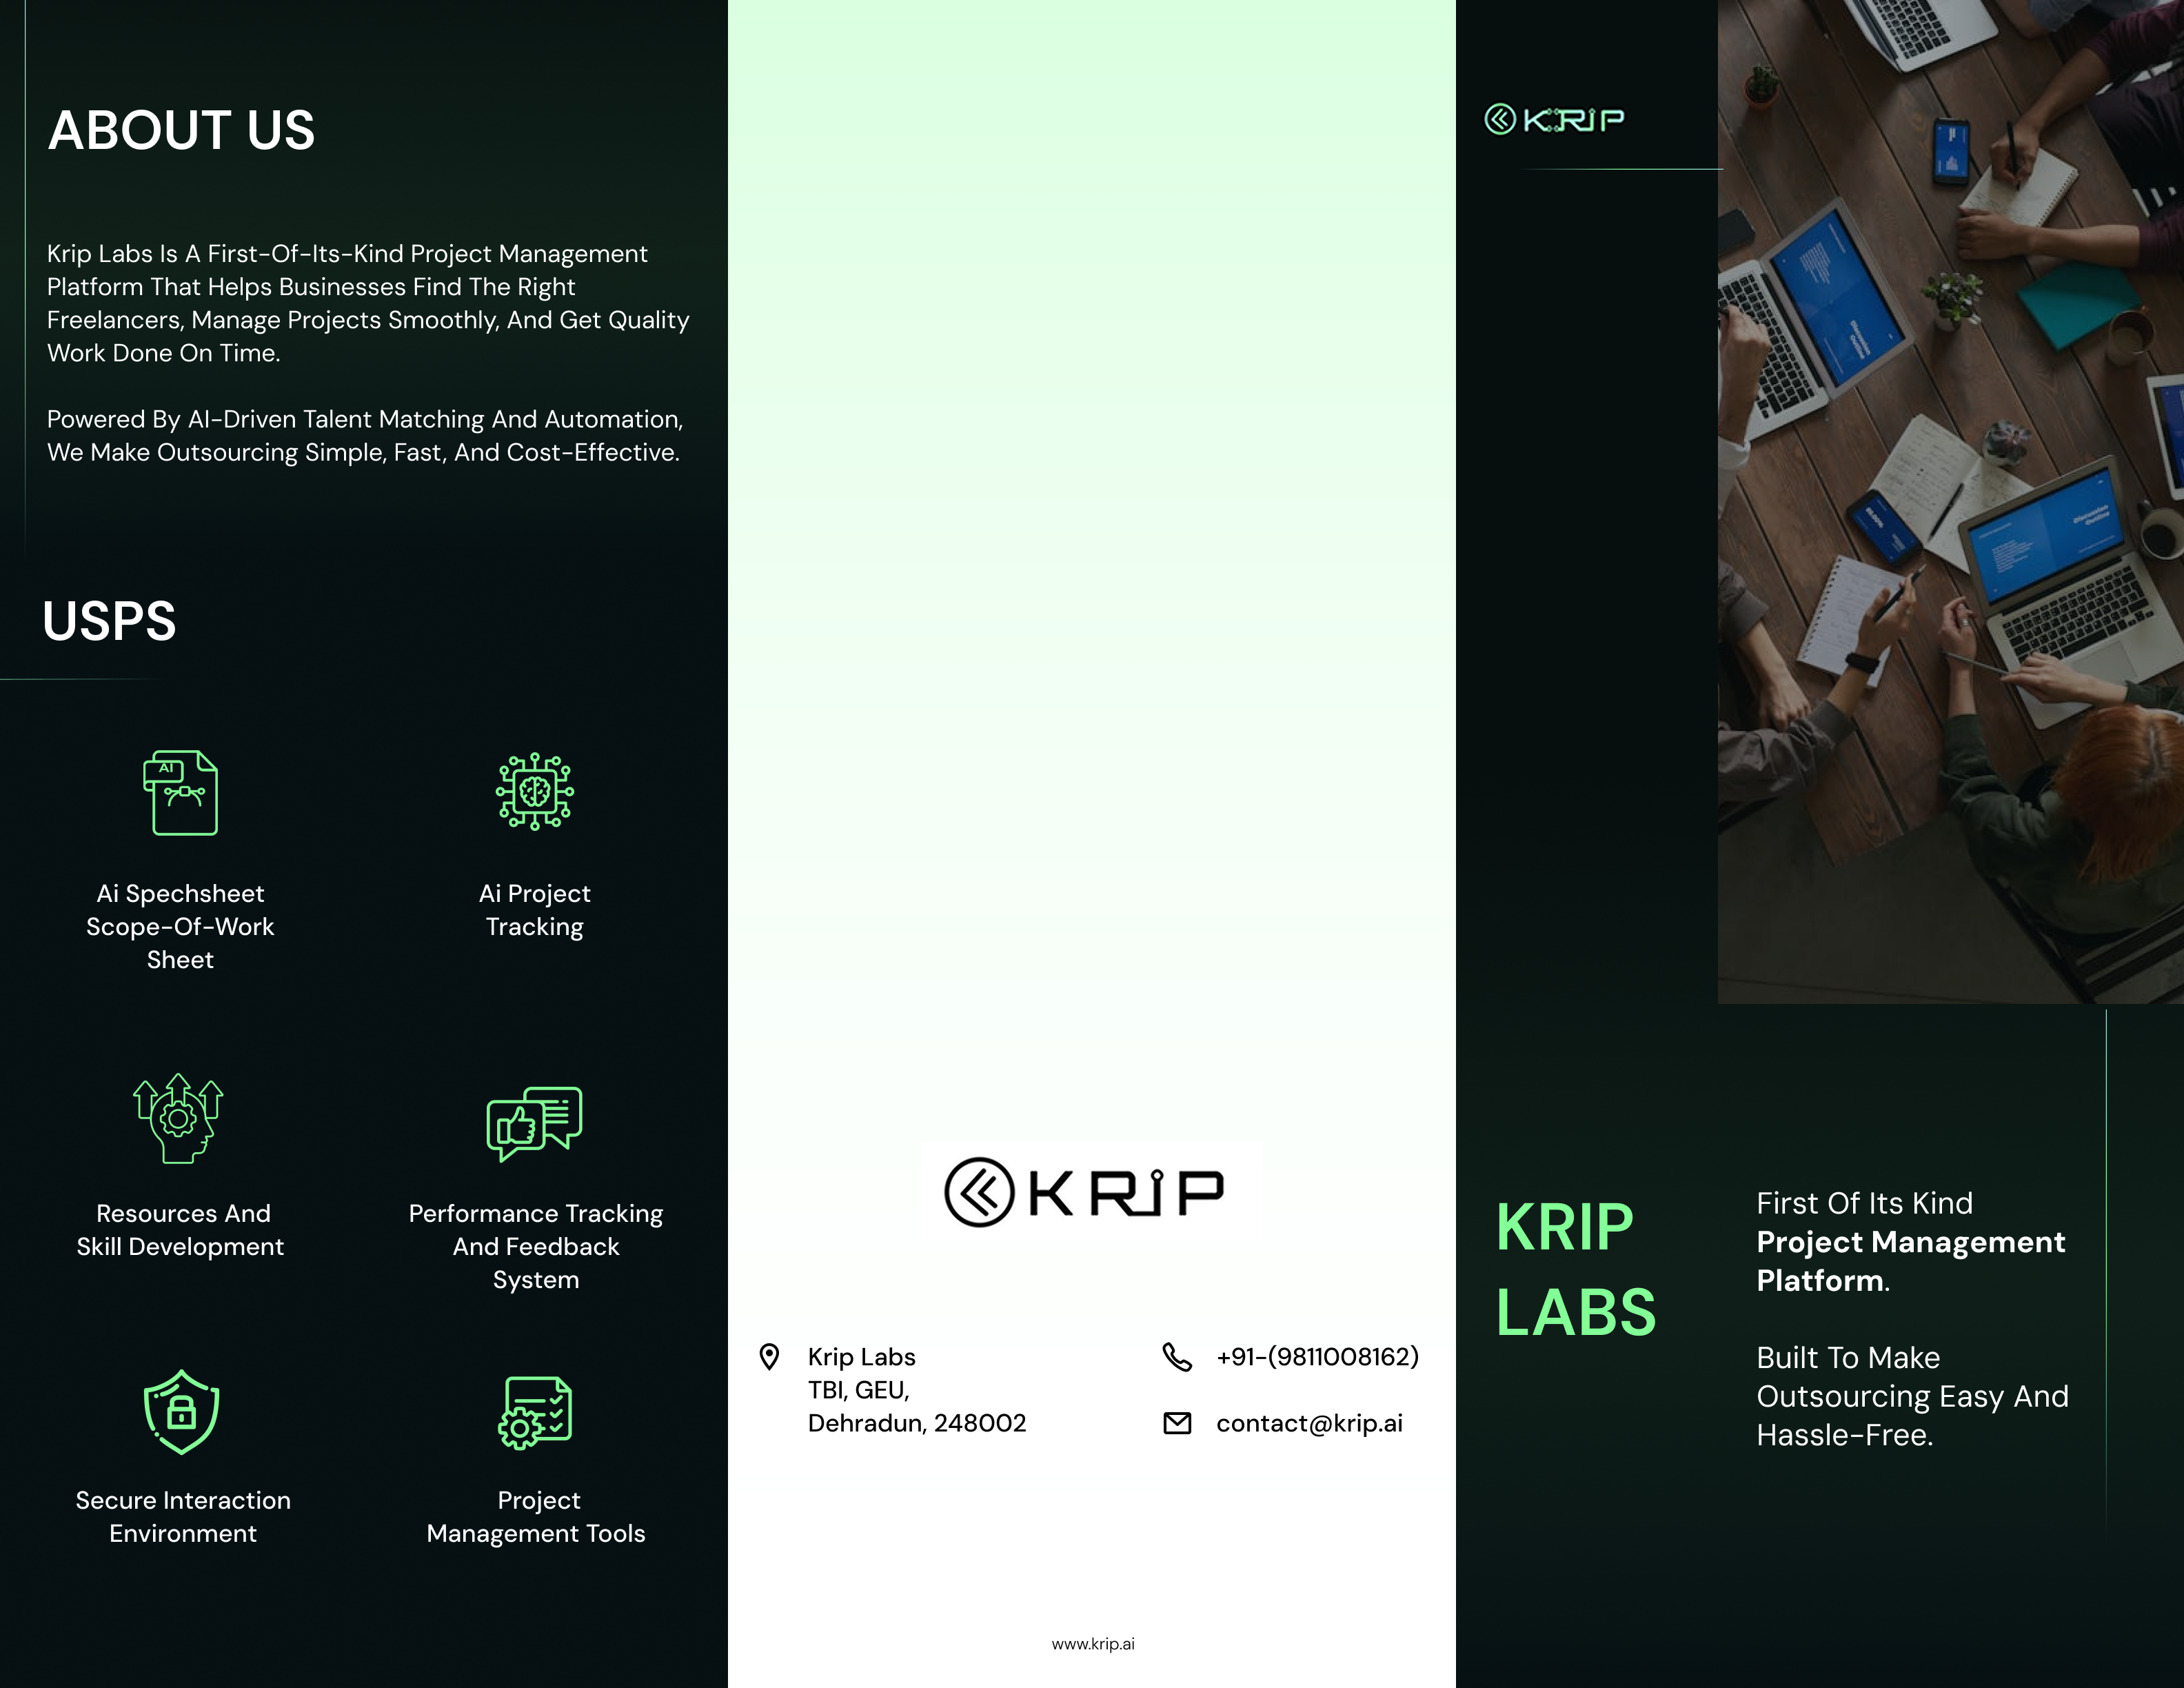 ABOUT US
Krip Labs Is A First-Of-Its-Kind Project Management
Platform That Helps Businesses Find The Right
Freelancers, Manage Projects Smoothly, And Get Quality
Work Done On Time.
Powered By AI-Driven Talent Matching And Automation,
We Make Outsourcing Simple, Fast, And Cost-Effective.
USPS
AI
Ai Spechsheet
Scope-Of-Work
Sheet
Ai Project
Tracking
Resources And
Skill Development
Performance Tracking
And Feedback
System
Secure Interaction
Environment
Project
Management Tools
KRIP
Krip Labs
TBI, GEU,
Dehradun, 248002
+91-(9811008162)
contact@krip.ai
www.krip.ai
KRIP
Discussion
Outline
Discussion
Outline
KRIP
LABS
First Of Its Kind
Project Management
Platform.
Built To Make
Outsourcing Easy And
Hassle-Free.